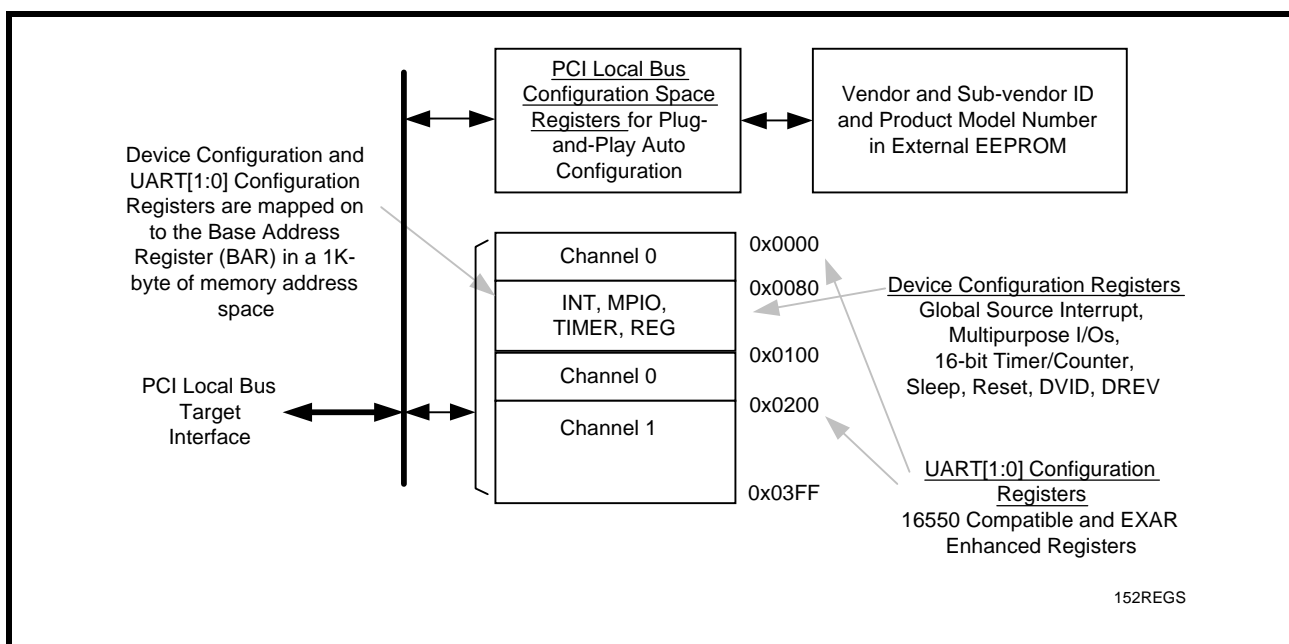 PCI Local Bus
Configuration Space
Registers for Plug-
and-Play Auto
Configuration
Vendor and Sub-vendor ID
and Product Model Number
in External EEPROM
Device Configuration and
UART[1:0] Configuration
Registers are mapped on
to the Base Address
Register (BAR) in a 1K-
byte of memory address
space
PCI Local Bus
Target
Interface
Channel 0
INT, MPIO,
TIMER, REG
Channel 0
Channel 1
0x0000
0x0080
0x0100
0x0200
0x03FF
Device Configuration Registers
Global Source Interrupt,
Multipurpose I/Os,
16-bit Timer/Counter,
Sleep, Reset, DVID, DREV
UART[1:0] Configuration
Registers
16550 Compatible and EXAR
Enhanced Registers
152REGS